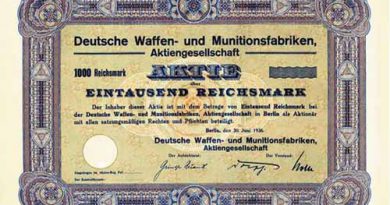 Deutsche Waffen- und Munitionsfabriken,
Aktiengesellschaft
1000 Reichsmark
AKTIE
über
EINTAUSEND REICHSMARK
Der Inhaber dieser Aktie ist mit dem Betrage von Eintausend Reichsmark bei
der Deutsche Waffen- und Munitionsfabriken, Aktiengesellschaft in Berlin als Aktionär
mit allen satzungsmäßigen Rechten und Pflichten beteiligt.
Berlin, den 30. Juni 1936.
Deutsche Waffen- und Munitionsfabriken,
Aktiengesellschaft
Der Aufsichtsrat: Der Vorstand: